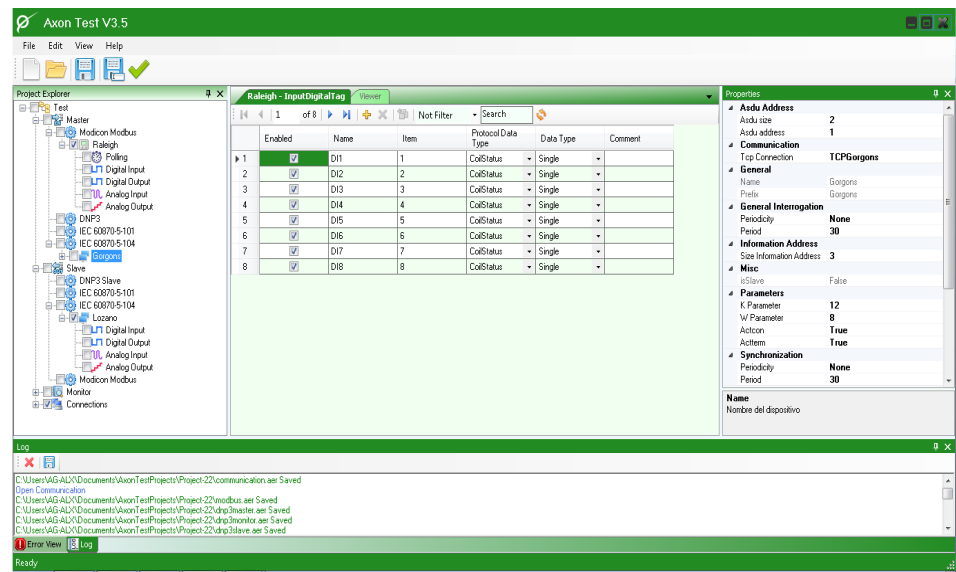 Axon Test V3.5
File Edit View Help
Project Explorer
Test
Master
Modicon Modbus
Raleigh
Polling
Digital Input
Digital Output
Analog Input
Analog Output
DNP3
IEC 60870-5-101
IEC 60870-5-104
Gorgons
Slave
DNP3 Slave
IEC 60870-5-101
IEC 60870-5-104
Lozano
Digital Input
Digital Output
Analog Input
Analog Output
Modicon Modbus
Monitor
Connections
Raleigh - InputDigitalTag Viewer
1 of 8 Not Filter Search
Enabled Name Item Protocol Data Type Data Type Comment
1 DI1 1 CoilStatus Single
2 DI2 2 CoilStatus Single
3 DI3 3 CoilStatus Single
4 DI4 4 CoilStatus Single
5 DI5 5 CoilStatus Single
6 DI6 6 CoilStatus Single
7 DI7 7 CoilStatus Single
8 DI8 8 CoilStatus Single
Properties
Asdu Address
Asdu size 2
Asdu address 1
Communication
Tcp Connection TCPGorgons
General
Name Gorgons
Prefix Gorgons
General Interrogation
Periodicity None
Period 30
Information Address
Size Information Address 3
Misc
isSlave False
Parameters
K Parameter 12
W Parameter 8
Actcon True
Actterm True
Synchronization
Periodicity None
Period 30
Name
Nombre del dispositivo
Log
C:\Users\AG-ALX\Documents\AxonTestProjects\Project-22\communication.aer Saved
Open Communication
C:\Users\AG-ALX\Documents\AxonTestProjects\Project-22\modbus.aer Saved
C:\Users\AG-ALX\Documents\AxonTestProjects\Project-22\dnp3master.aer Saved
C:\Users\AG-ALX\Documents\AxonTestProjects\Project-22\dnp3monitor.aer Saved
C:\Users\AG-ALX\Documents\AxonTestProjects\Project-22\dnp3slave.aer Saved
Error View Log
Ready